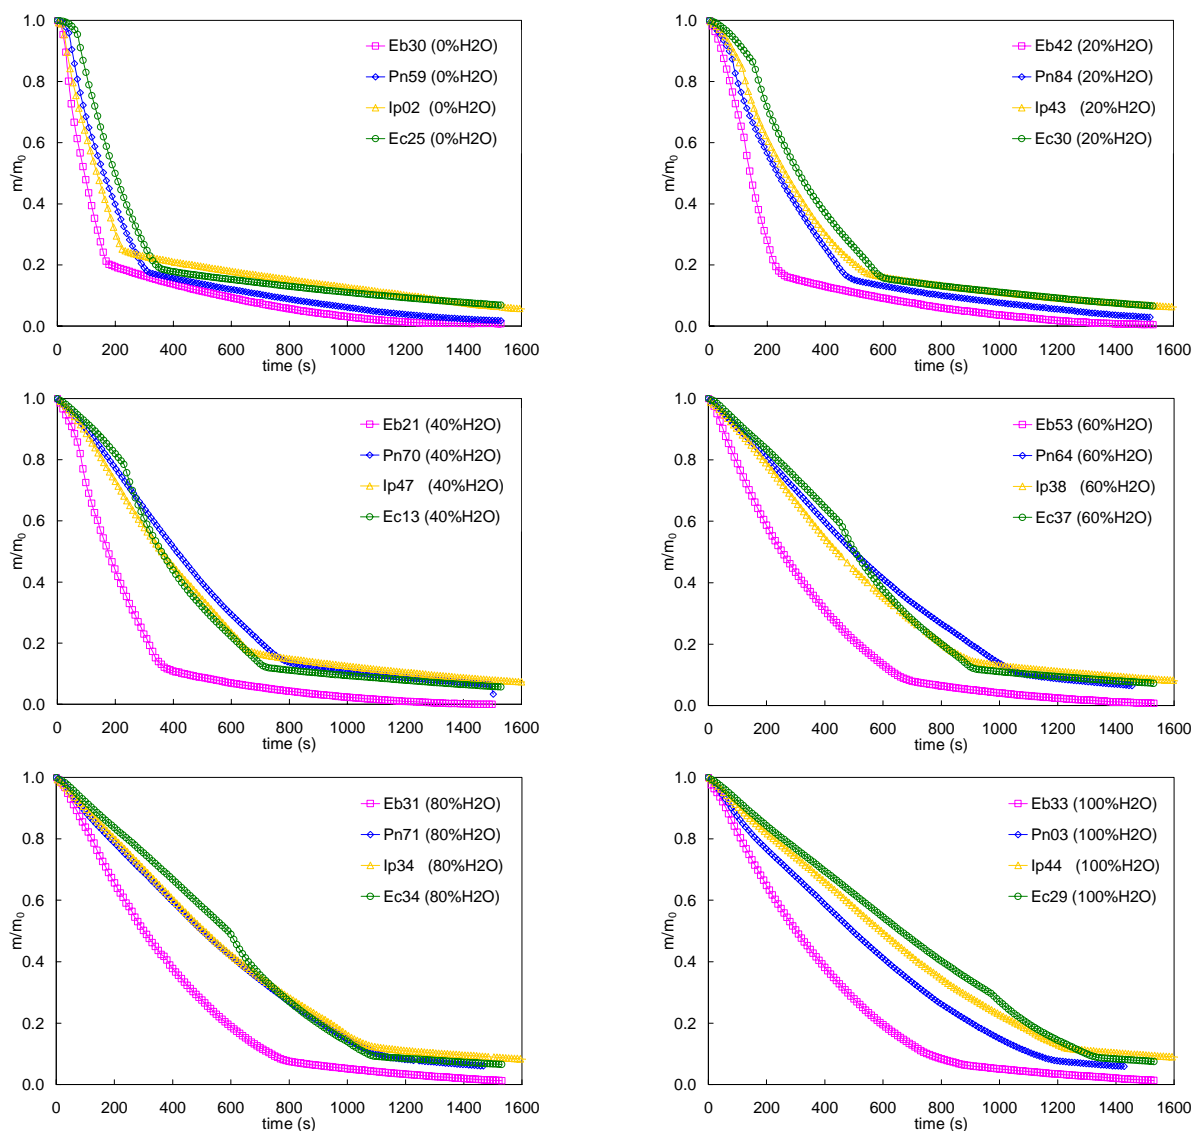 1.0
0.8
0.6
0.4
0.2
0.0
m/m0
0 200 400 600 800 1000 1200 1400 1600
time (s)
Eb30 (0%H2O)
Pn59 (0%H2O)
Ip02 (0%H2O)
Ec25 (0%H2O)
1.0
0.8
0.6
0.4
0.2
0.0
m/m0
0 200 400 600 800 1000 1200 1400 1600
time (s)
Eb42 (20%H2O)
Pn84 (20%H2O)
Ip43 (20%H2O)
Ec30 (20%H2O)
1.0
0.8
0.6
0.4
0.2
0.0
m/m0
0 200 400 600 800 1000 1200 1400 1600
time (s)
Eb21 (40%H2O)
Pn70 (40%H2O)
Ip47 (40%H2O)
Ec13 (40%H2O)
1.0
0.8
0.6
0.4
0.2
0.0
m/m0
0 200 400 600 800 1000 1200 1400 1600
time (s)
Eb53 (60%H2O)
Pn64 (60%H2O)
Ip38 (60%H2O)
Ec37 (60%H2O)
1.0
0.8
0.6
0.4
0.2
0.0
m/m0
0 200 400 600 800 1000 1200 1400 1600
time (s)
Eb31 (80%H2O)
Pn71 (80%H2O)
Ip34 (80%H2O)
Ec34 (80%H2O)
1.0
0.8
0.6
0.4
0.2
0.0
m/m0
0 200 400 600 800 1000 1200 1400 1600
time (s)
Eb33 (100%H2O)
Pn03 (100%H2O)
Ip44 (100%H2O)
Ec29 (100%H2O)